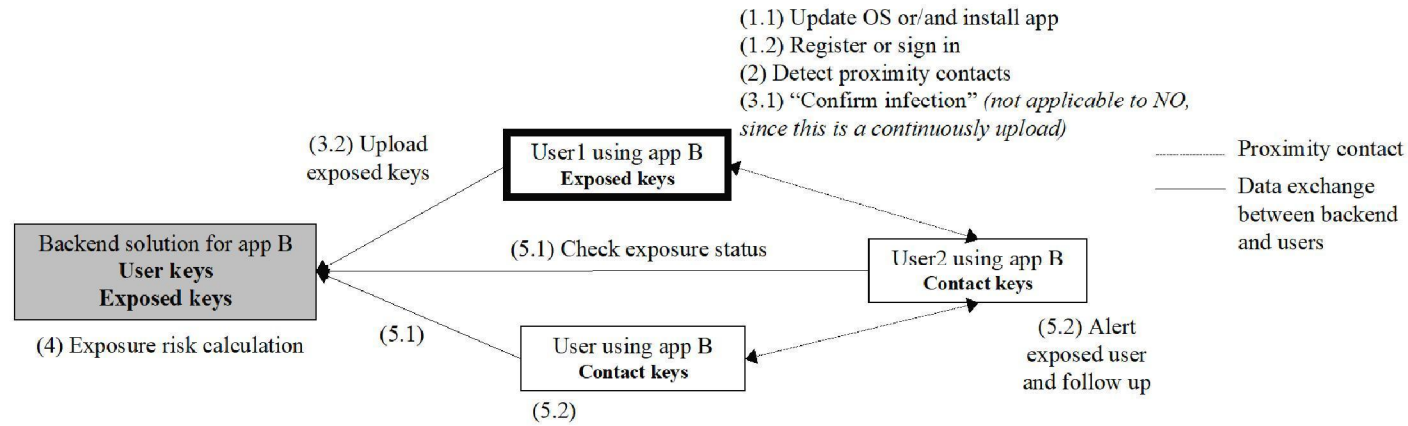 (1.1) Update OS or/and install app
(1.2) Register or sign in
(2) Detect proximity contacts
(3.1) “Confirm infection” (not applicable to NO,
since this is a continuously upload)
(3.2) Upload
exposed keys
User1 using app B
Exposed keys
Proximity contact
Data exchange
between backend
and users
Backend solution for app B
User keys
Exposed keys
(5.1) Check exposure status
User2 using app B
Contact keys
(4) Exposure risk calculation
(5.1)
User using app B
Contact keys
(5.2)
(5.2) Alert
exposed user
and follow up